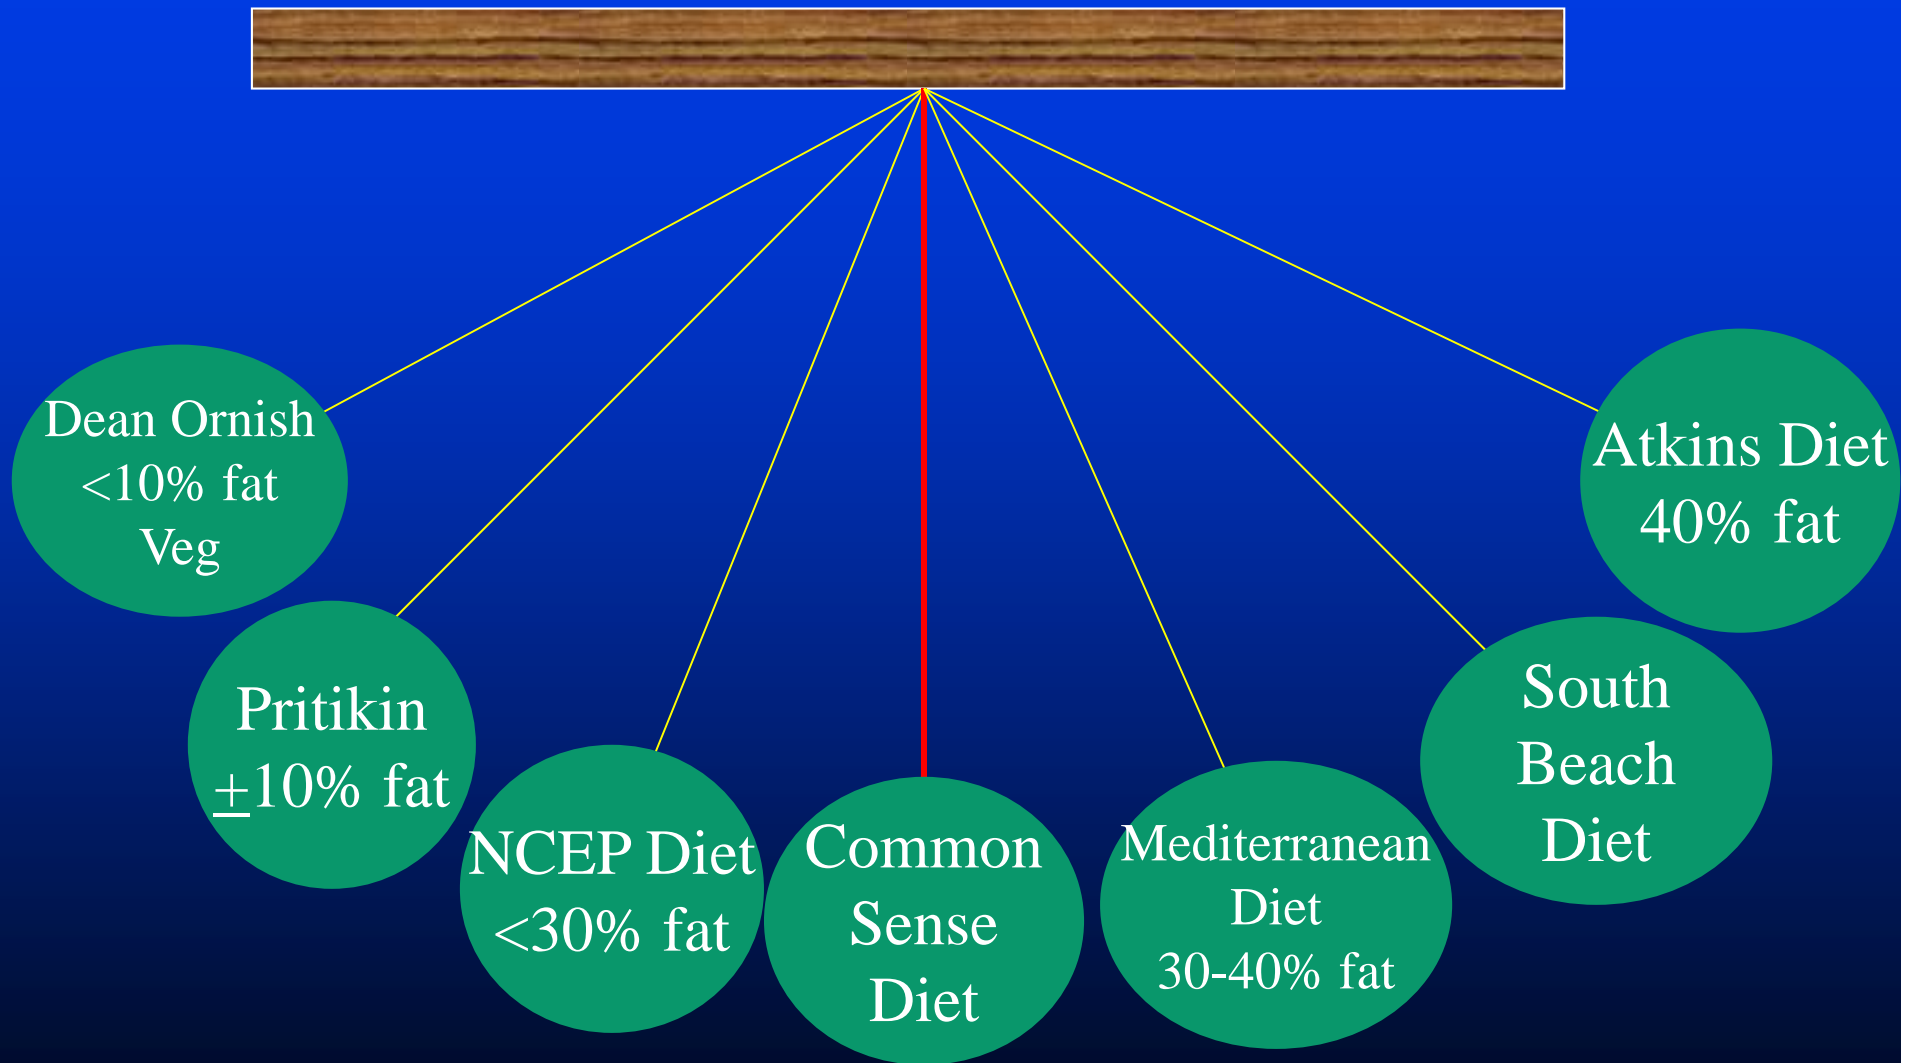 Dean Ornish
<10% fat
Veg
Pritikin
±10% fat
NCEP Diet
<30% fat
Common
Sense
Diet
Mediterranean
Diet
30-40% fat
South
Beach
Diet
Atkins Diet
40% fat